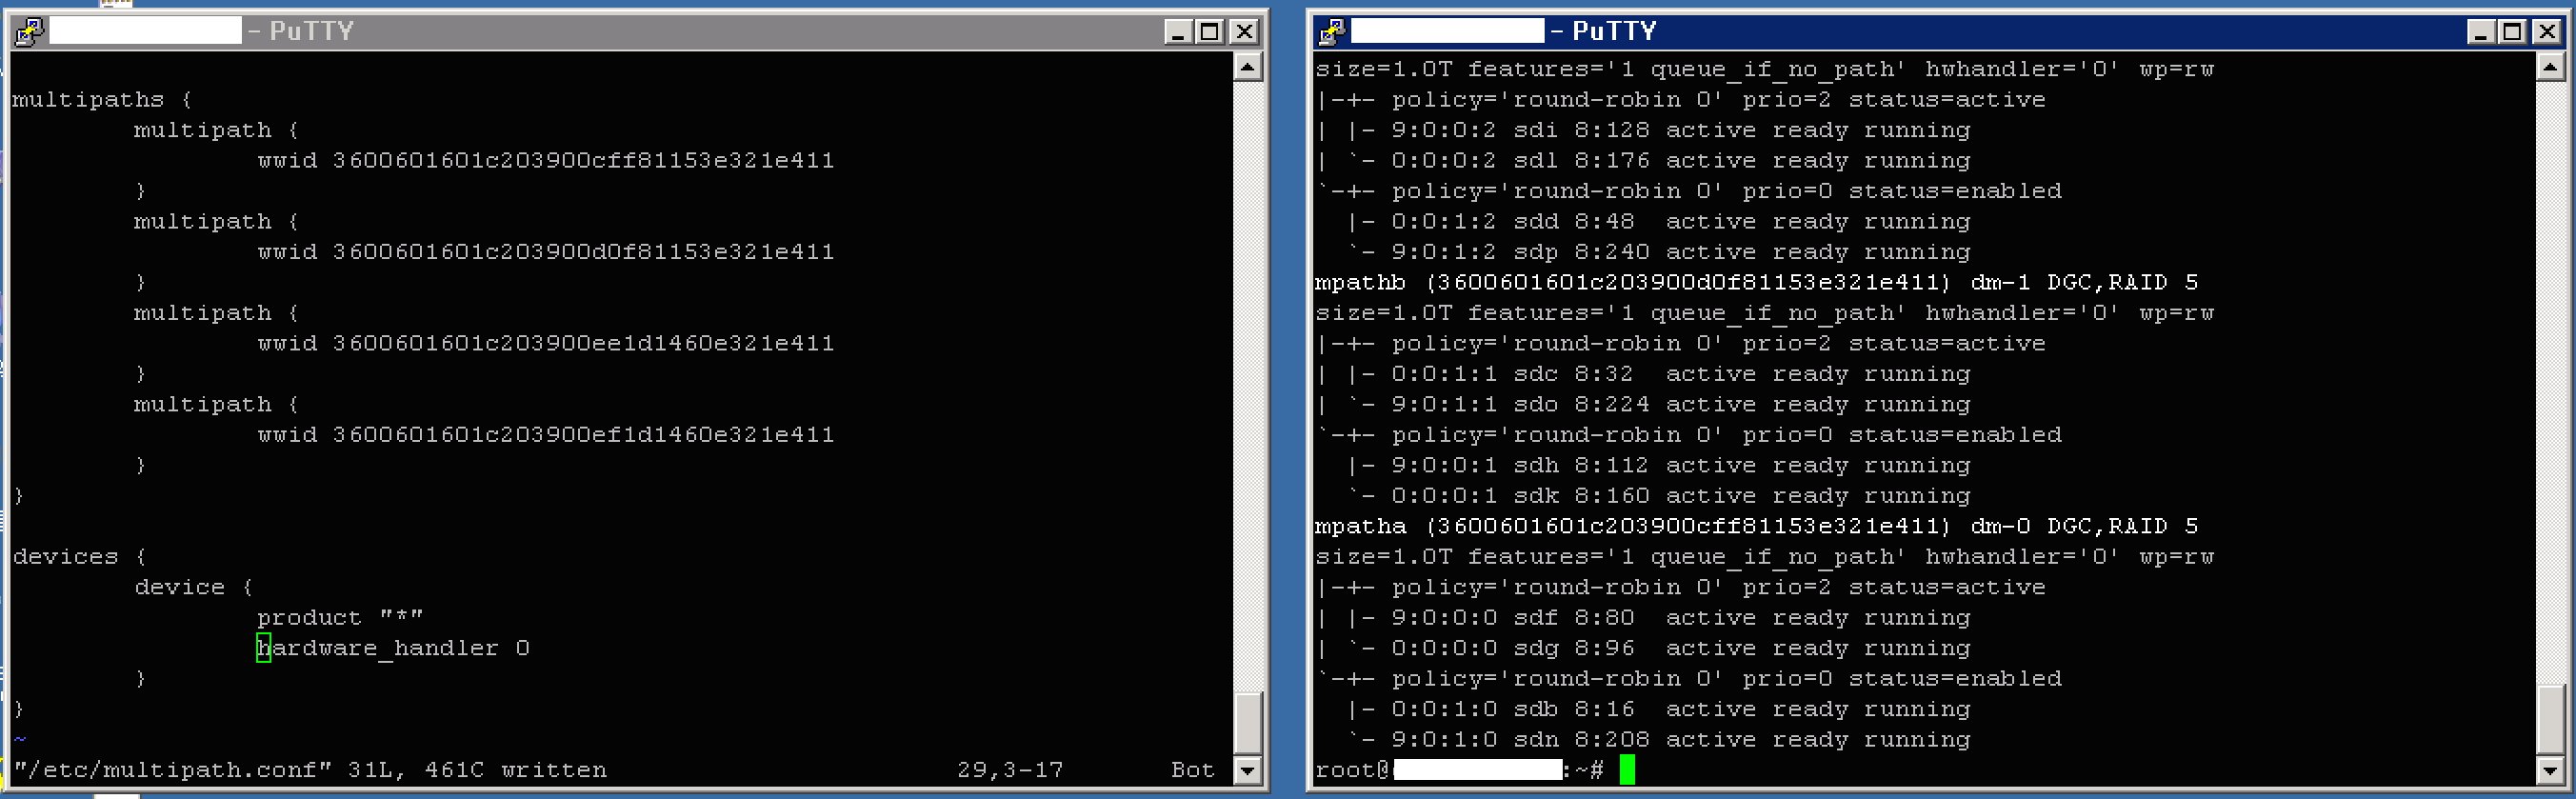 - PuTTY
multipaths {
multipath {
wwid 3600601601c203900cff81153e321e411
}
multipath {
wwid 3600601601c203900d0f81153e321e411
}
multipath {
wwid 3600601601c203900ee1d1460e321e411
}
multipath {
wwid 3600601601c203900ef1d1460e321e411
}
}
devices {
device {
product "*"
hardware_handler 0
}
}
~
"/etc/multipath.conf" 31L, 461C written 29,3-17 Bot
- PuTTY
size=1.0T features='1 queue_if_no_path' hwhandler='0' wp=rw
|-+- policy='round-robin 0' prio=2 status=active
| |- 9:0:0:2 sdi 8:128 active ready running
| `- 0:0:0:2 sdl 8:176 active ready running
`-+- policy='round-robin 0' prio=0 status=enabled
|- 0:0:1:2 sdd 8:48 active ready running
`- 9:0:1:2 sdp 8:240 active ready running
mpathb (3600601601c203900d0f81153e321e411) dm-1 DGC,RAID 5
size=1.0T features='1 queue_if_no_path' hwhandler='0' wp=rw
|-+- policy='round-robin 0' prio=2 status=active
| |- 0:0:1:1 sdc 8:32 active ready running
| `- 9:0:1:1 sdo 8:224 active ready running
`-+- policy='round-robin 0' prio=0 status=enabled
|- 9:0:0:1 sdh 8:112 active ready running
`- 0:0:0:1 sdk 8:160 active ready running
mpatha (3600601601c203900cff81153e321e411) dm-0 DGC,RAID 5
size=1.0T features='1 queue_if_no_path' hwhandler='0' wp=rw
|-+- policy='round-robin 0' prio=2 status=active
| |- 9:0:0:0 sdf 8:80 active ready running
| `- 0:0:0:0 sdg 8:96 active ready running
`-+- policy='round-robin 0' prio=0 status=enabled
|- 0:0:1:0 sdb 8:16 active ready running
`- 9:0:1:0 sdn 8:208 active ready running
root@ :~#